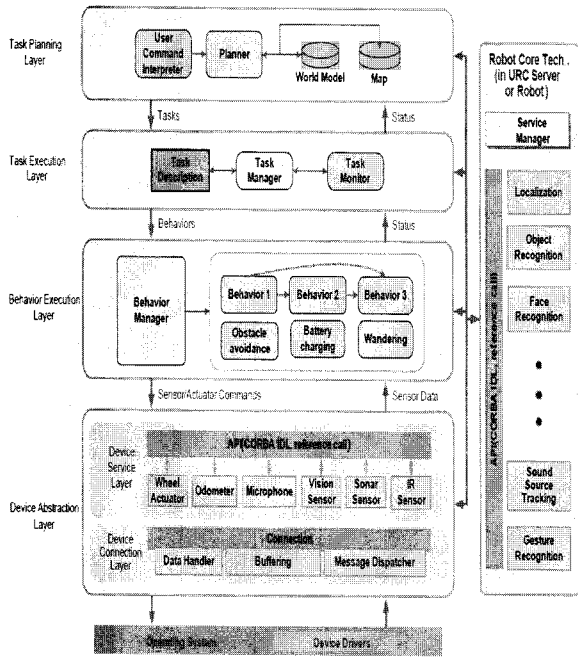 Task Planning
Layer
User
Command
Interpreter
Planner
World Model
Map
Tasks
Status
Task Execution
Layer
Task
Description
Task
Manager
Task
Monitor
Behaviors
Status
Behavior Execution
Layer
Behavior
Manager
Behavior 1
Behavior 2
Behavior 3
Obstacle
avoidance
Battery
charging
Wandering
Sensor/Actuator Commands
Sensor Data
Device Abstraction
Layer
Device
Service
Layer
API(CORBA IDL, reference call)
Wheel
Actuator
Odometer
Microphone
Vision
Sensor
Sonar
Sensor
IR
Sensor
Device
Connection
Layer
Connection
Data Handler
Buffering
Message Dispatcher
Operating System
Device Drivers
Robot Core Tech.
(in URC Server
or Robot)
Service
Manager
API(CORBA IDL, reference call)
Localization
Object
Recognition
Face
Recognition
Sound
Source
Tracking
Gesture
Recognition